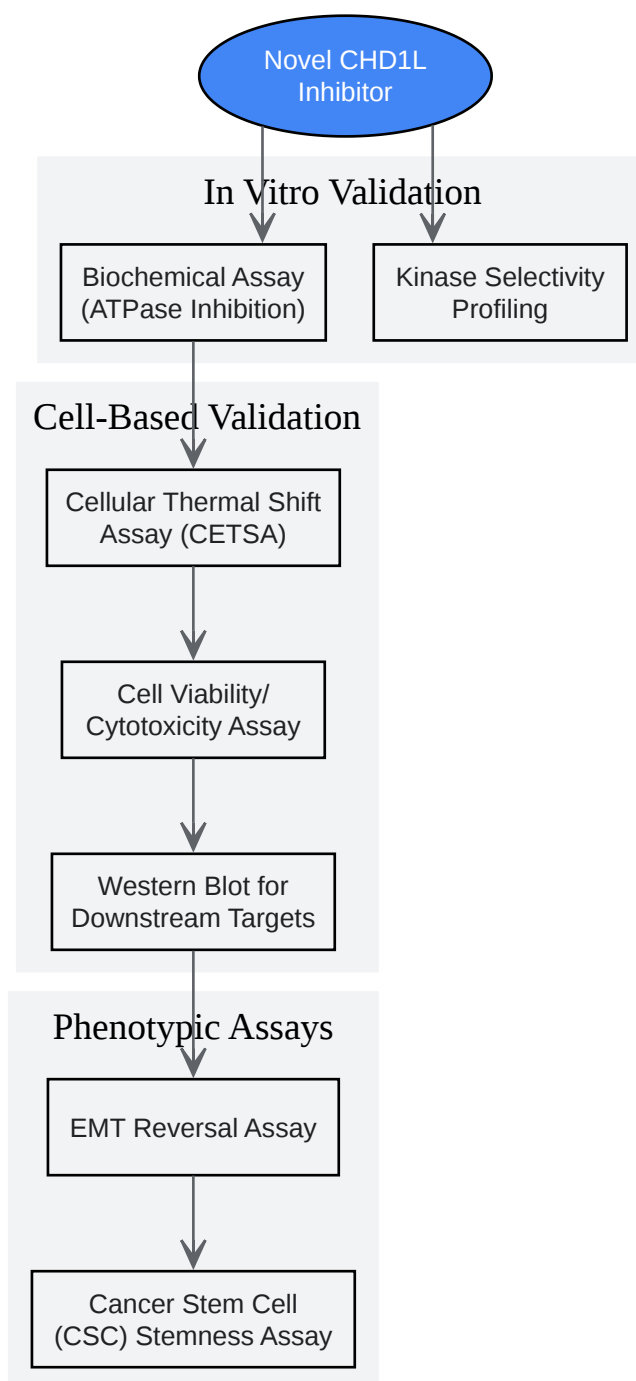 Novel CHD1L
Inhibitor
In Vitro Validation
Biochemical Assay
(ATPase Inhibition)
Kinase Selectivity
Profiling
Cell-Based Validation
Cellular Thermal Shift
Assay (CETSA)
Cell Viability/
Cytotoxicity Assay
Western Blot for
Downstream Targets
Phenotypic Assays
EMT Reversal Assay
Cancer Stem Cell
(CSC) Stemness Assay